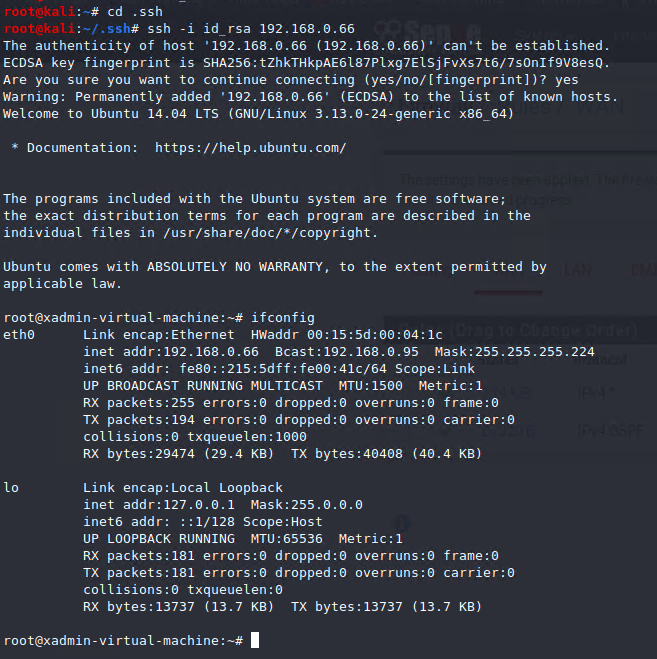 root@kali:~# cd .ssh
root@kali:~/.ssh# ssh -i id_rsa 192.168.0.66
The authenticity of host '192.168.0.66 (192.168.0.66)' can't be established.
ECDSA key fingerprint is SHA256:tZhkTHkpAE6l87Plxg7ElSjFvXs7t6/7sOnIf9V8esQ.
Are you sure you want to continue connecting (yes/no/[fingerprint])? yes
Warning: Permanently added '192.168.0.66' (ECDSA) to the list of known hosts.
Welcome to Ubuntu 14.04 LTS (GNU/Linux 3.13.0-24-generic x86_64)
* Documentation:  https://help.ubuntu.com/
The programs included with the Ubuntu system are free software;
the exact distribution terms for each program are described in the
individual files in /usr/share/doc/*/copyright.
Ubuntu comes with ABSOLUTELY NO WARRANTY, to the extent permitted by
applicable law.
root@xadmin-virtual-machine:~# ifconfig
eth0      Link encap:Ethernet  HWaddr 00:15:5d:00:04:1c
inet addr:192.168.0.66  Bcast:192.168.0.95  Mask:255.255.255.224
inet6 addr: fe80::215:5dff:fe00:41c/64 Scope:Link
UP BROADCAST RUNNING MULTICAST  MTU:1500  Metric:1
RX packets:255 errors:0 dropped:0 overruns:0 frame:0
TX packets:194 errors:0 dropped:0 overruns:0 carrier:0
collisions:0 txqueuelen:1000
RX bytes:29474 (29.4 KB)  TX bytes:40408 (40.4 KB)
lo        Link encap:Local Loopback
inet addr:127.0.0.1  Mask:255.0.0.0
inet6 addr: ::1/128 Scope:Host
UP LOOPBACK RUNNING  MTU:65536  Metric:1
RX packets:181 errors:0 dropped:0 overruns:0 frame:0
TX packets:181 errors:0 dropped:0 overruns:0 carrier:0
collisions:0 txqueuelen:0
RX bytes:13737 (13.7 KB)  TX bytes:13737 (13.7 KB)
root@xadmin-virtual-machine:~#